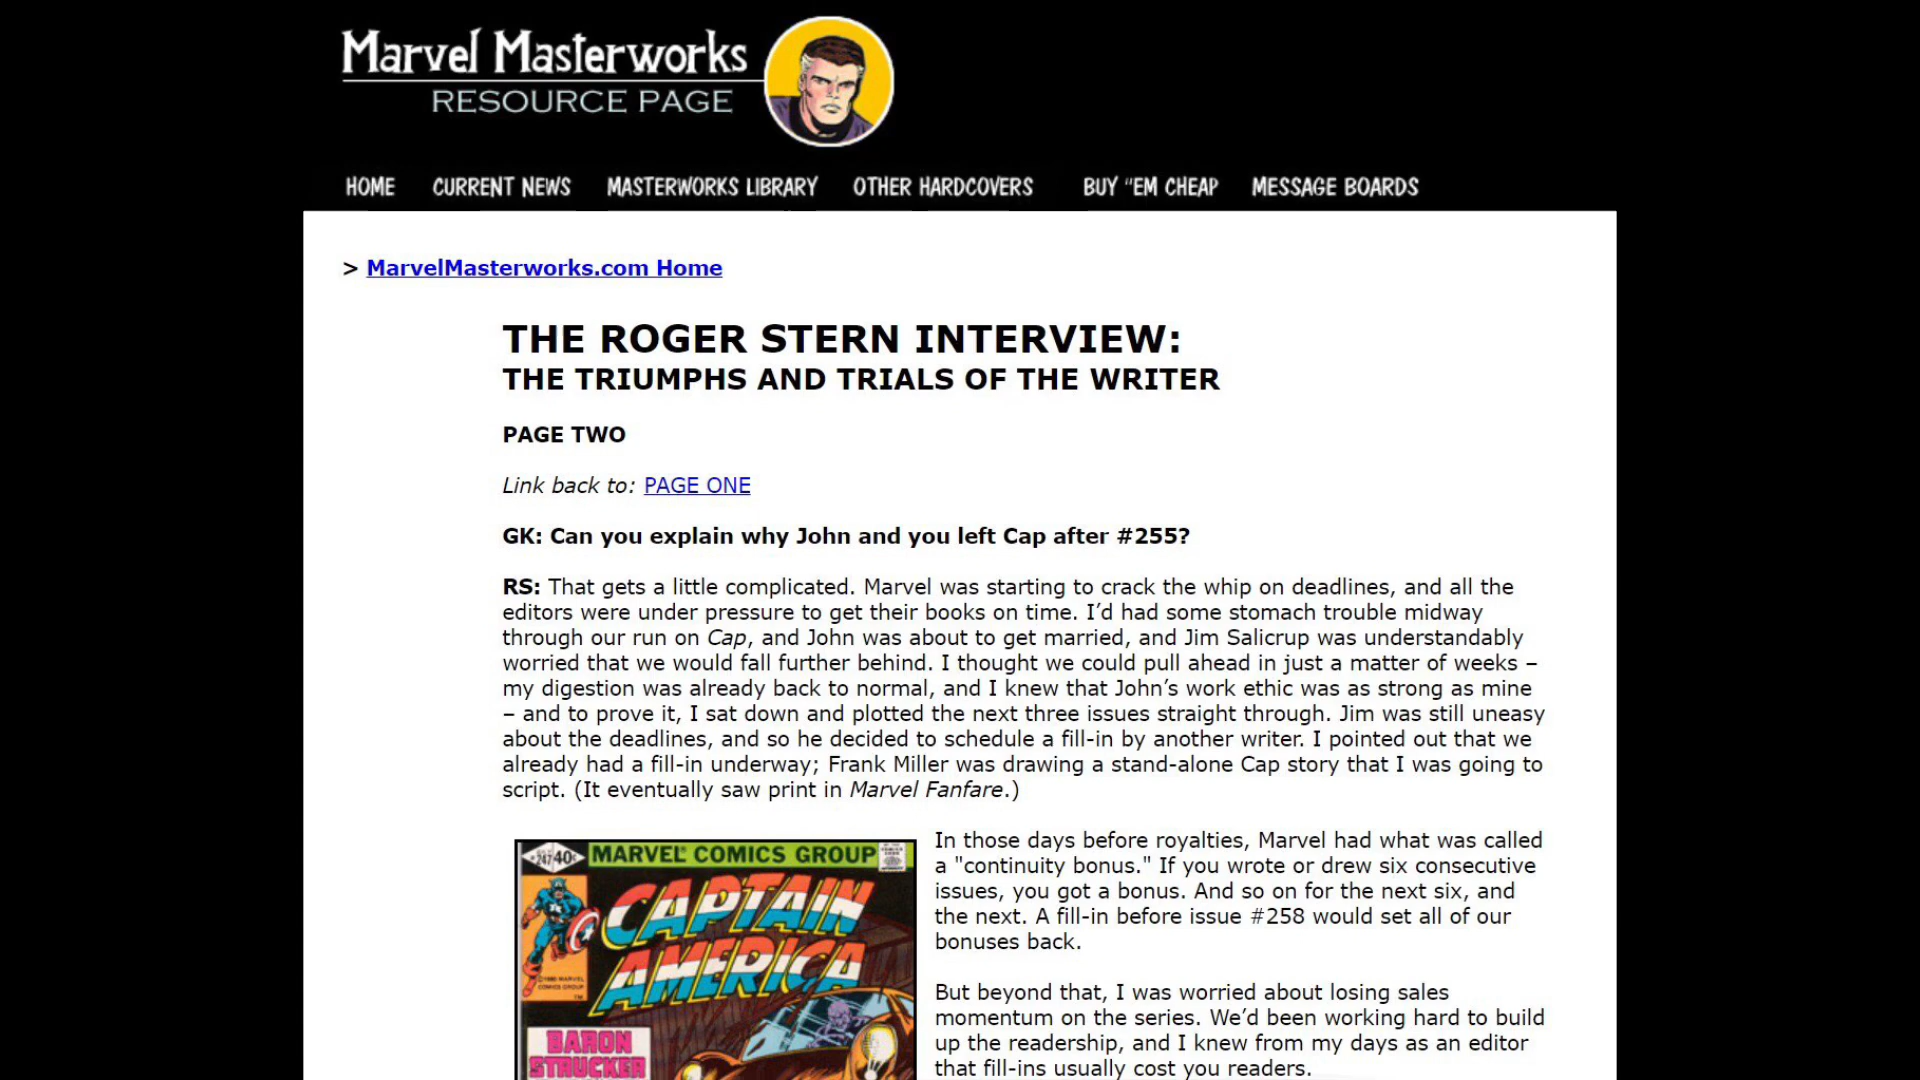 Marvel Masterworks
RESOURCE PAGE
HOME
CURRENT NEWS
MASTERWORKS LIBRARY
OTHER HARDCOVERS
BUY "EM CHEAP
MESSAGE BOARDS
> MarvelMasterworks.com Home
THE ROGER STERN INTERVIEW:
THE TRIUMPHS AND TRIALS OF THE WRITER
PAGE TWO
Link back to: PAGE ONE
GK: Can you explain why John and you left Cap after #255?
RS: That gets a little complicated. Marvel was starting to crack the whip on deadlines, and all the
editors were under pressure to get their books on time. I’d had some stomach trouble midway
through our run on Cap, and John was about to get married, and Jim Salicrup was understandably
worried that we would fall further behind. I thought we could pull ahead in just a matter of weeks –
my digestion was already back to normal, and I knew that John’s work ethic was as strong as mine
– and to prove it, I sat down and plotted the next three issues straight through. Jim was still uneasy
about the deadlines, and so he decided to schedule a fill-in by another writer. I pointed out that we
already had a fill-in underway; Frank Miller was drawing a stand-alone Cap story that I was going to
script. (It eventually saw print in Marvel Fanfare.)
#247 40¢ MARVEL® COMICS GROUP
CAPTAIN
AMERICA
©1980 MARVEL
COMICS GROUP
TM
BARON
STRUCKER
In those days before royalties, Marvel had what was called
a "continuity bonus." If you wrote or drew six consecutive
issues, you got a bonus. And so on for the next six, and
the next. A fill-in before issue #258 would set all of our
bonuses back.
But beyond that, I was worried about losing sales
momentum on the series. We’d been working hard to build
up the readership, and I knew from my days as an editor
that fill-ins usually cost you readers.